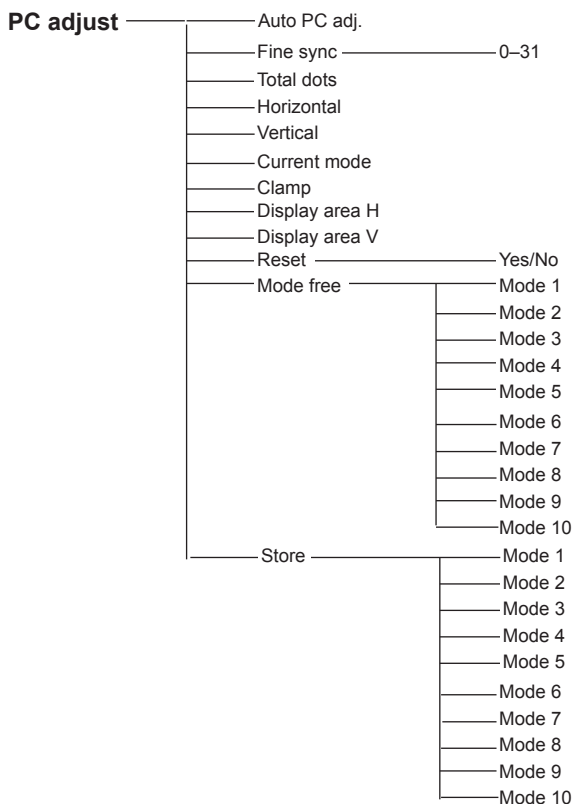 PC adjust Auto PC adj.
Fine sync 0–31
Total dots
Horizontal
Vertical
Current mode
Clamp
Display area H
Display area V
Reset Yes/No
Mode free Mode 1
Mode 2
Mode 3
Mode 4
Mode 5
Mode 6
Mode 7
Mode 8
Mode 9
Mode 10
Store Mode 1
Mode 2
Mode 3
Mode 4
Mode 5
Mode 6
Mode 7
Mode 8
Mode 9
Mode 10